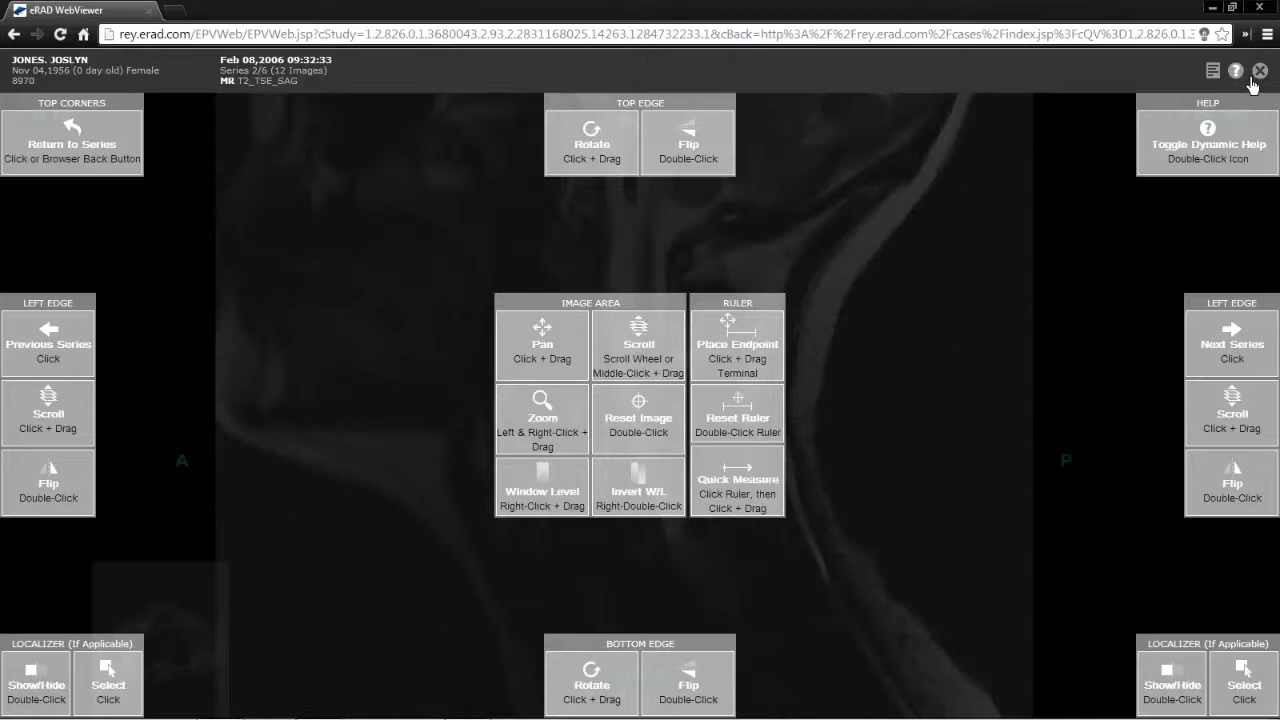 eRAD WebViewer
rey.erad.com/EPVWeb/EPVWeb.jsp?cStudy=1.2.826.0.1.3680043.2.93.2.2831168025.14263.1284732233.1&cBack=http%3A%2F%2Frey.erad.com%2Fcases%2Findex.jsp%3FcQV%3D1.2.826.0.1.3
JONES. JOSLYN
Nov 04,1956 (0 day old) Female
8970
Feb 08,2006 09:32:33
Series 2/6 (12 Images)
MR T2_TSE_SAG
TOP CORNERS
Return to Series
Click or Browser Back Button
TOP EDGE
Rotate
Click + Drag
Flip
Double-Click
HELP
Toggle Dynamic Help
Double-Click Icon
LEFT EDGE
Previous Series
Click
Scroll
Click + Drag
Flip
Double-Click
IMAGE AREA
Pan
Click + Drag
Scroll
Scroll Wheel or
Middle-Click + Drag
Zoom
Left & Right-Click +
Drag
Reset Image
Double-Click
Window Level
Right-Click + Drag
Invert W/L
Right-Double-Click
RULER
Place Endpoint
Click + Drag
Terminal
Reset Ruler
Double-Click Ruler
Quick Measure
Click Ruler, then
Click + Drag
LEFT EDGE
Next Series
Click
Scroll
Click + Drag
Flip
Double-Click
A
P
LOCALIZER (If Applicable)
Show/Hide
Double-Click
Select
Click
BOTTOM EDGE
Rotate
Click + Drag
Flip
Double-Click
LOCALIZER (If Applicable)
Show/Hide
Double-Click
Select
Click